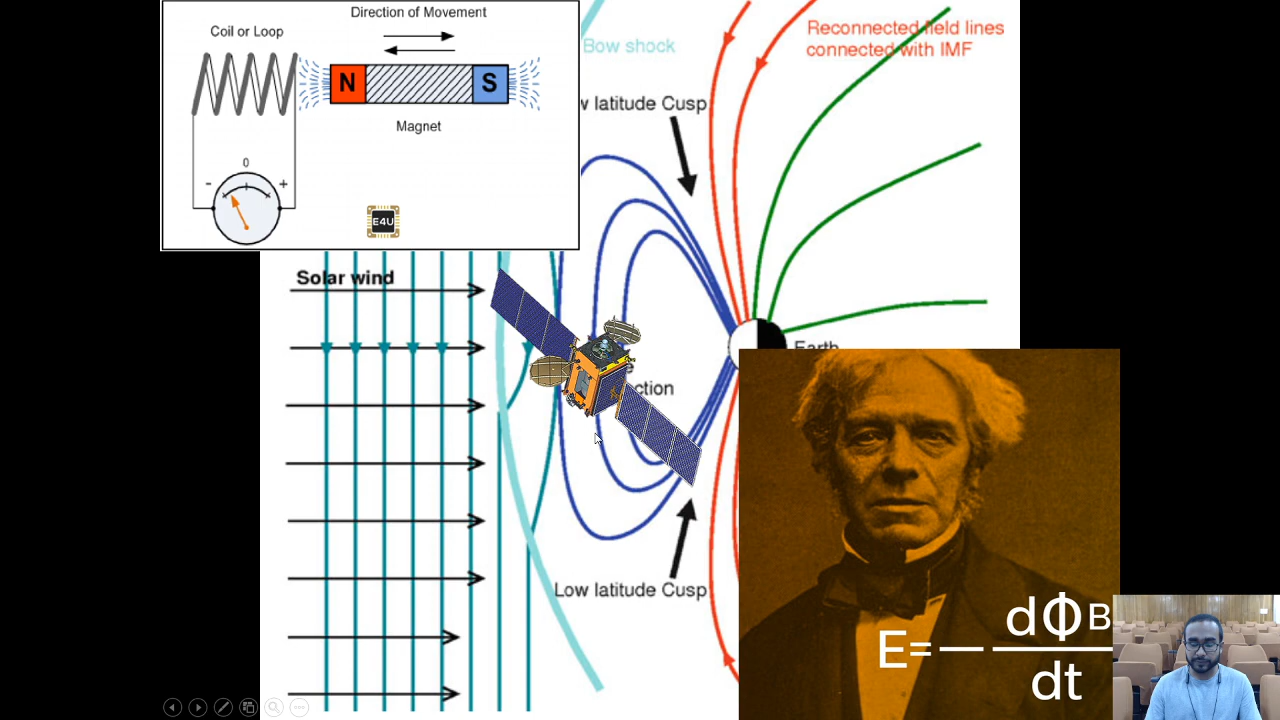 Direction of Movement
Coil or Loop
N
S
Magnet
0
- +
E4U
Bow shock
Reconnected field lines
connected with IMF
w latitude Cusp
Solar wind
Earth
ction
Low latitude Cusp
E=— dΦB
dt